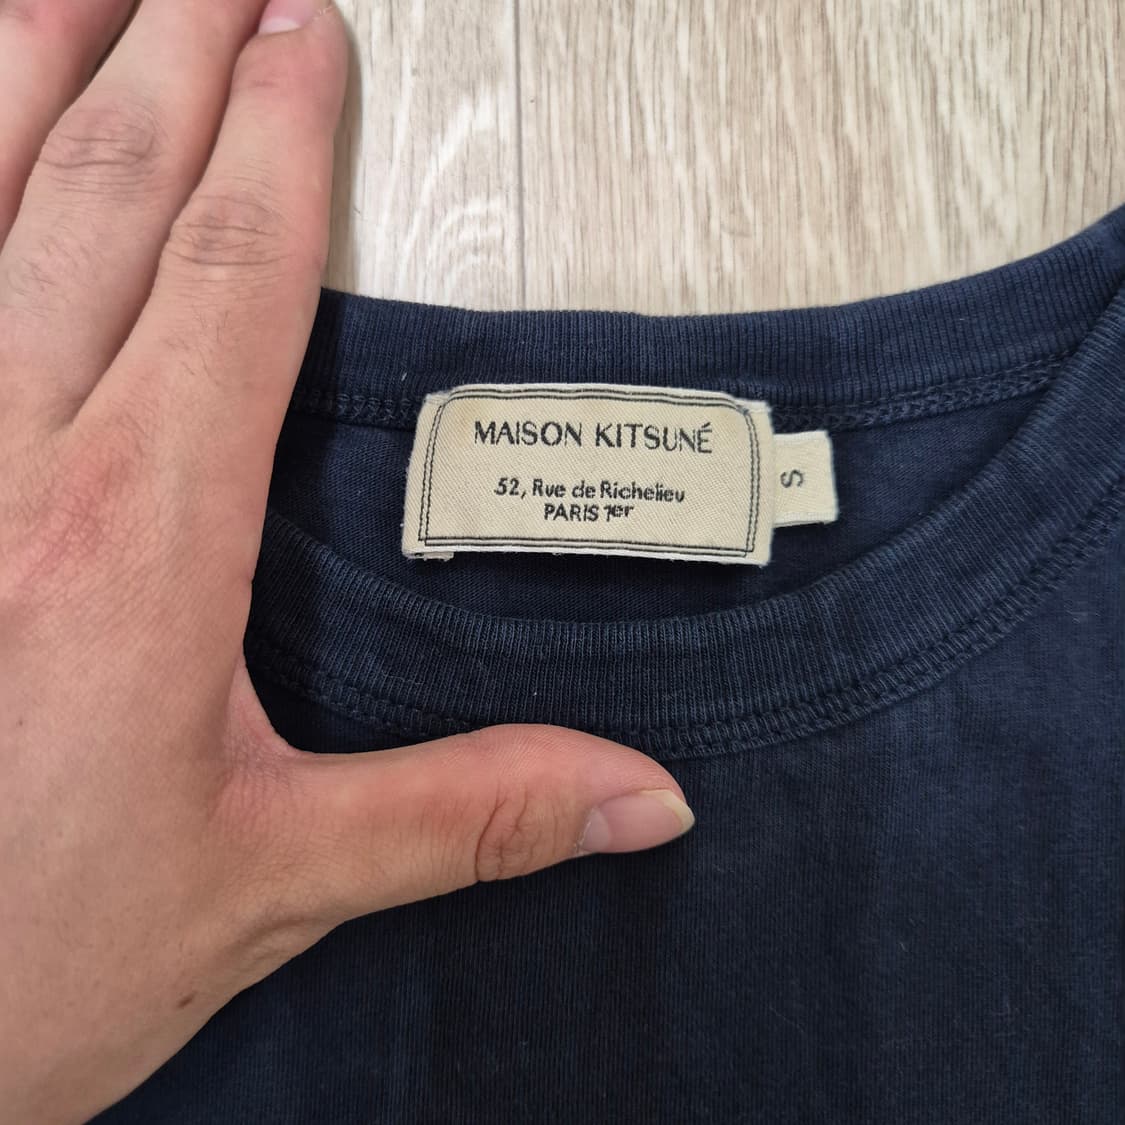 MAISON KITSUNÉ
52, Rue de Richelieu
PARIS 1er
S